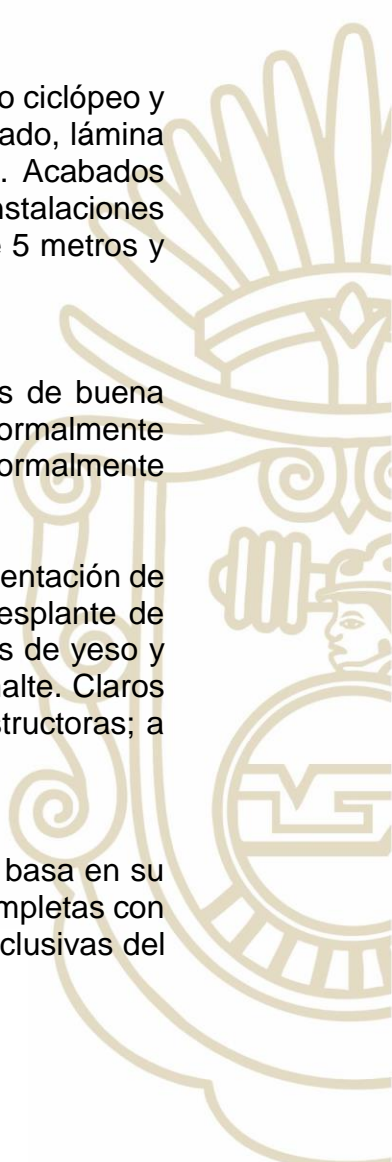 o ciclópeo y
ado, lámina
. Acabados
nstalaciones
e 5 metros y
s de buena
ormalmente
ormalmente
entación de
esplante de
s de yeso y
nalte. Claros
structoras; a
basa en su
mpletas con
clusivas del